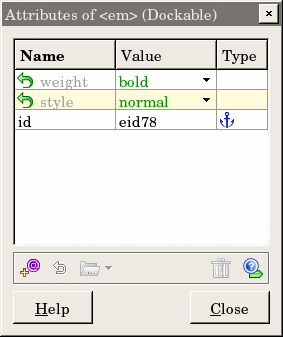 Attributes of <em> (Dockable)
Name Value Type
weight bold
style normal
id eid78
Help Close